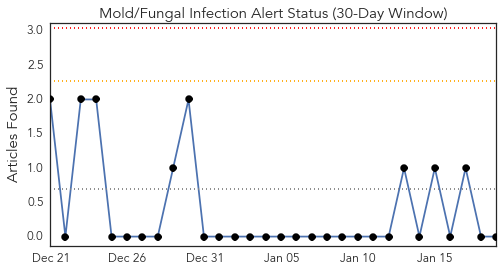 Mold/Fungal Infection Alert Status (30-Day Window)
3.0
2.5
2.0
1.5
1.0
0.5
0.0
Articles Found
Dec 21
Dec 26
Dec 31
Jan 05
Jan 10
Jan 15